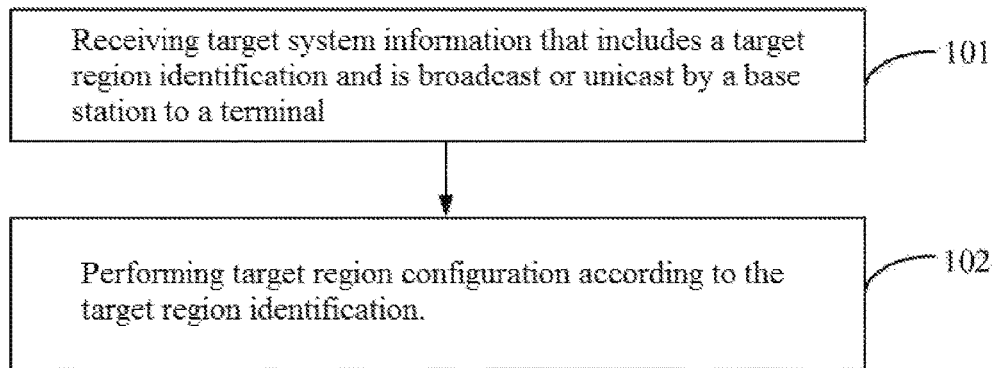 Receiving target system information that includes a target
region identification and is broadcast or unicast by a base
station to a terminal
101
Performing target region configuration according to the
target region identification.
102